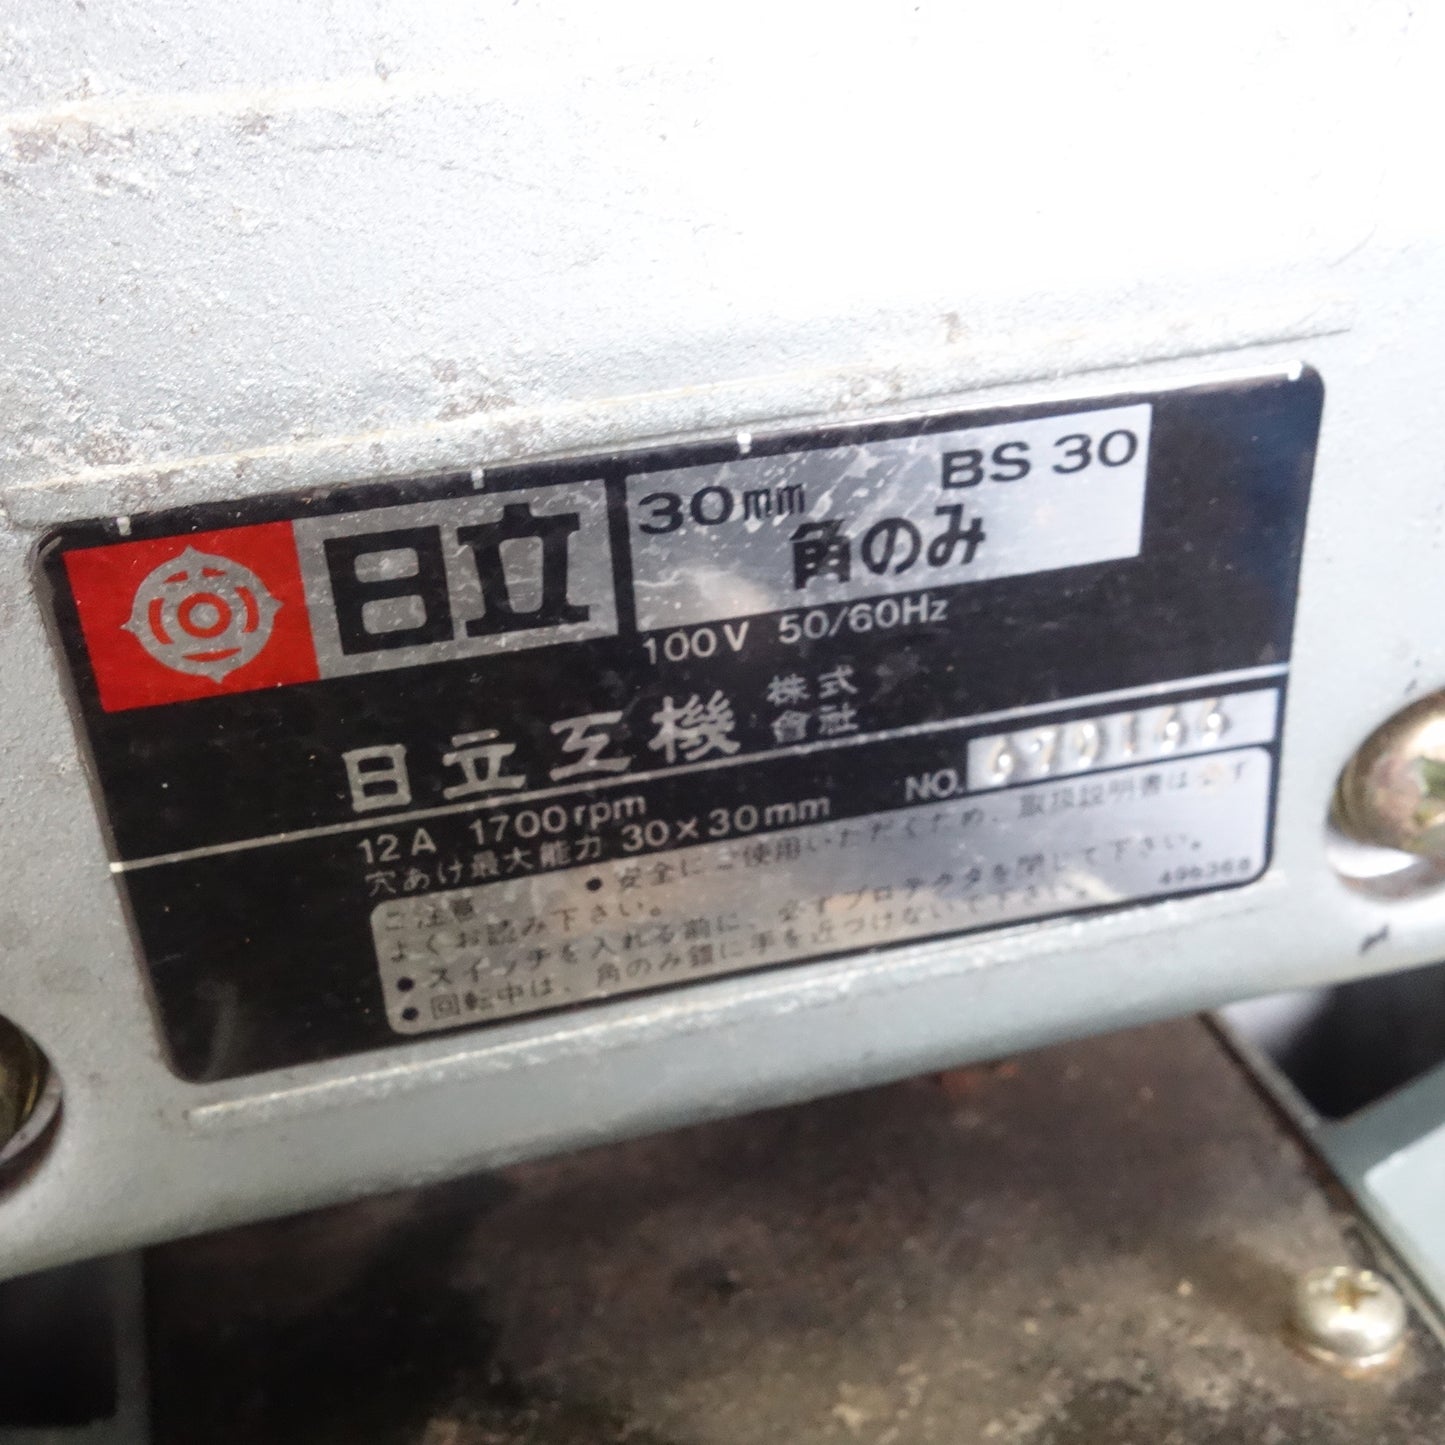 日立
30mm
BS 30
角のみ
100V 50/60Hz
日立工機
株式
會社
NO.
12A 1700rpm
穴あけ最大能力 30×30mm
ご注意 ●安全にご使用いただくため、取扱説明書は必ず
よくお読み下さい。
●スイッチを入れる前に、必ずプロテクタを閉じて下さい。
●回転中は、角のみ錐に手を近づけないで下さい。
496368